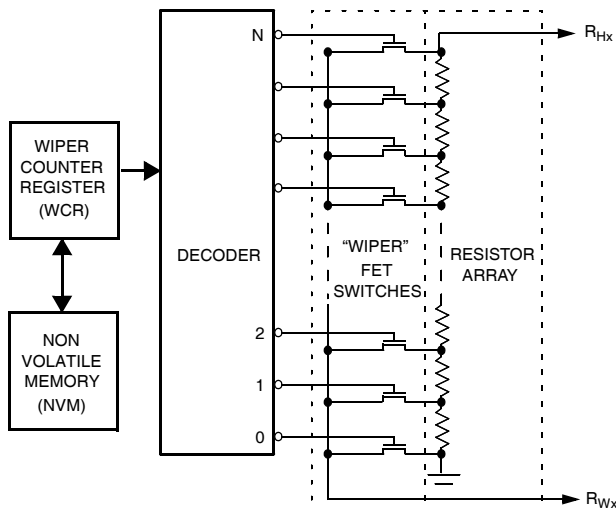 N
R_Hx
WIPER
COUNTER
REGISTER
(WCR)
DECODER
“WIPER”
FET
SWITCHES
RESISTOR
ARRAY
NON
VOLATILE
MEMORY
(NVM)
2
1
0
R_Wx